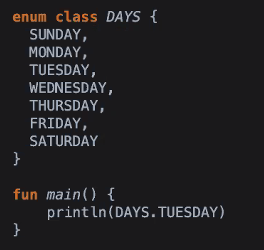 enum class DAYS {
  SUNDAY,
  MONDAY,
  TUESDAY,
  WEDNESDAY,
  THURSDAY,
  FRIDAY,
  SATURDAY
}

fun main() {
    println(DAYS.TUESDAY)
}